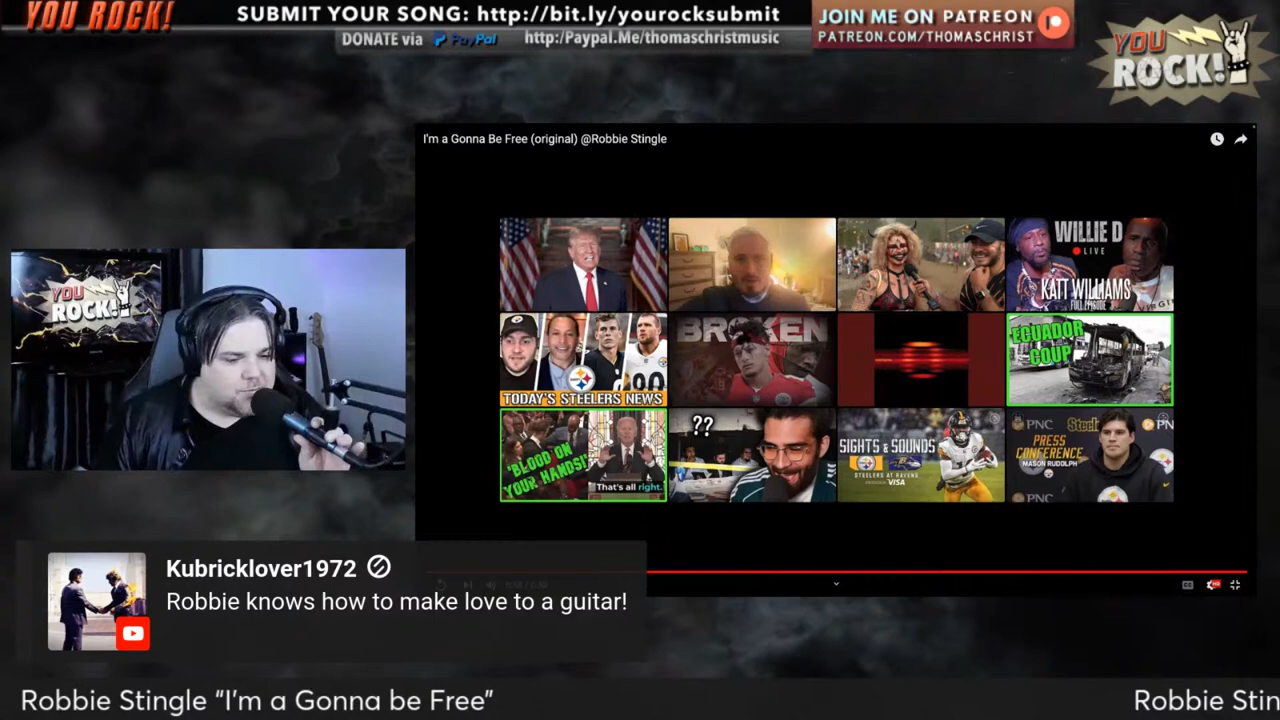 YOU ROCK!
SUBMIT YOUR SONG: http://bit.ly/yourocksubmit
DONATE via PayPal http:/Paypal.Me/thomaschristmusic
JOIN ME ON PATREON
PATREON.COM/THOMASCHRIST
YOU
ROCK!
I'm a Gonna Be Free (original) @Robbie Stingle
WILLIE D
LIVE
KATT WILLIAMS
FULL EPISODE
YOU
ROCK!
TODAY'S STEELERS NEWS
BROKEN
ECUADOR
COUP
"BLOOD ON
YOUR HANDS!"
That's all right.
??
SIGHTS & SOUNDS
STEELERS AT RAVENS
VISA
PNC
PRESS
CONFERENCE
MASON RUDOLPH
PNC
Kubricklover1972
Robbie knows how to make love to a guitar!
Robbie Stingle “I’m a Gonna be Free” Robbie Stin